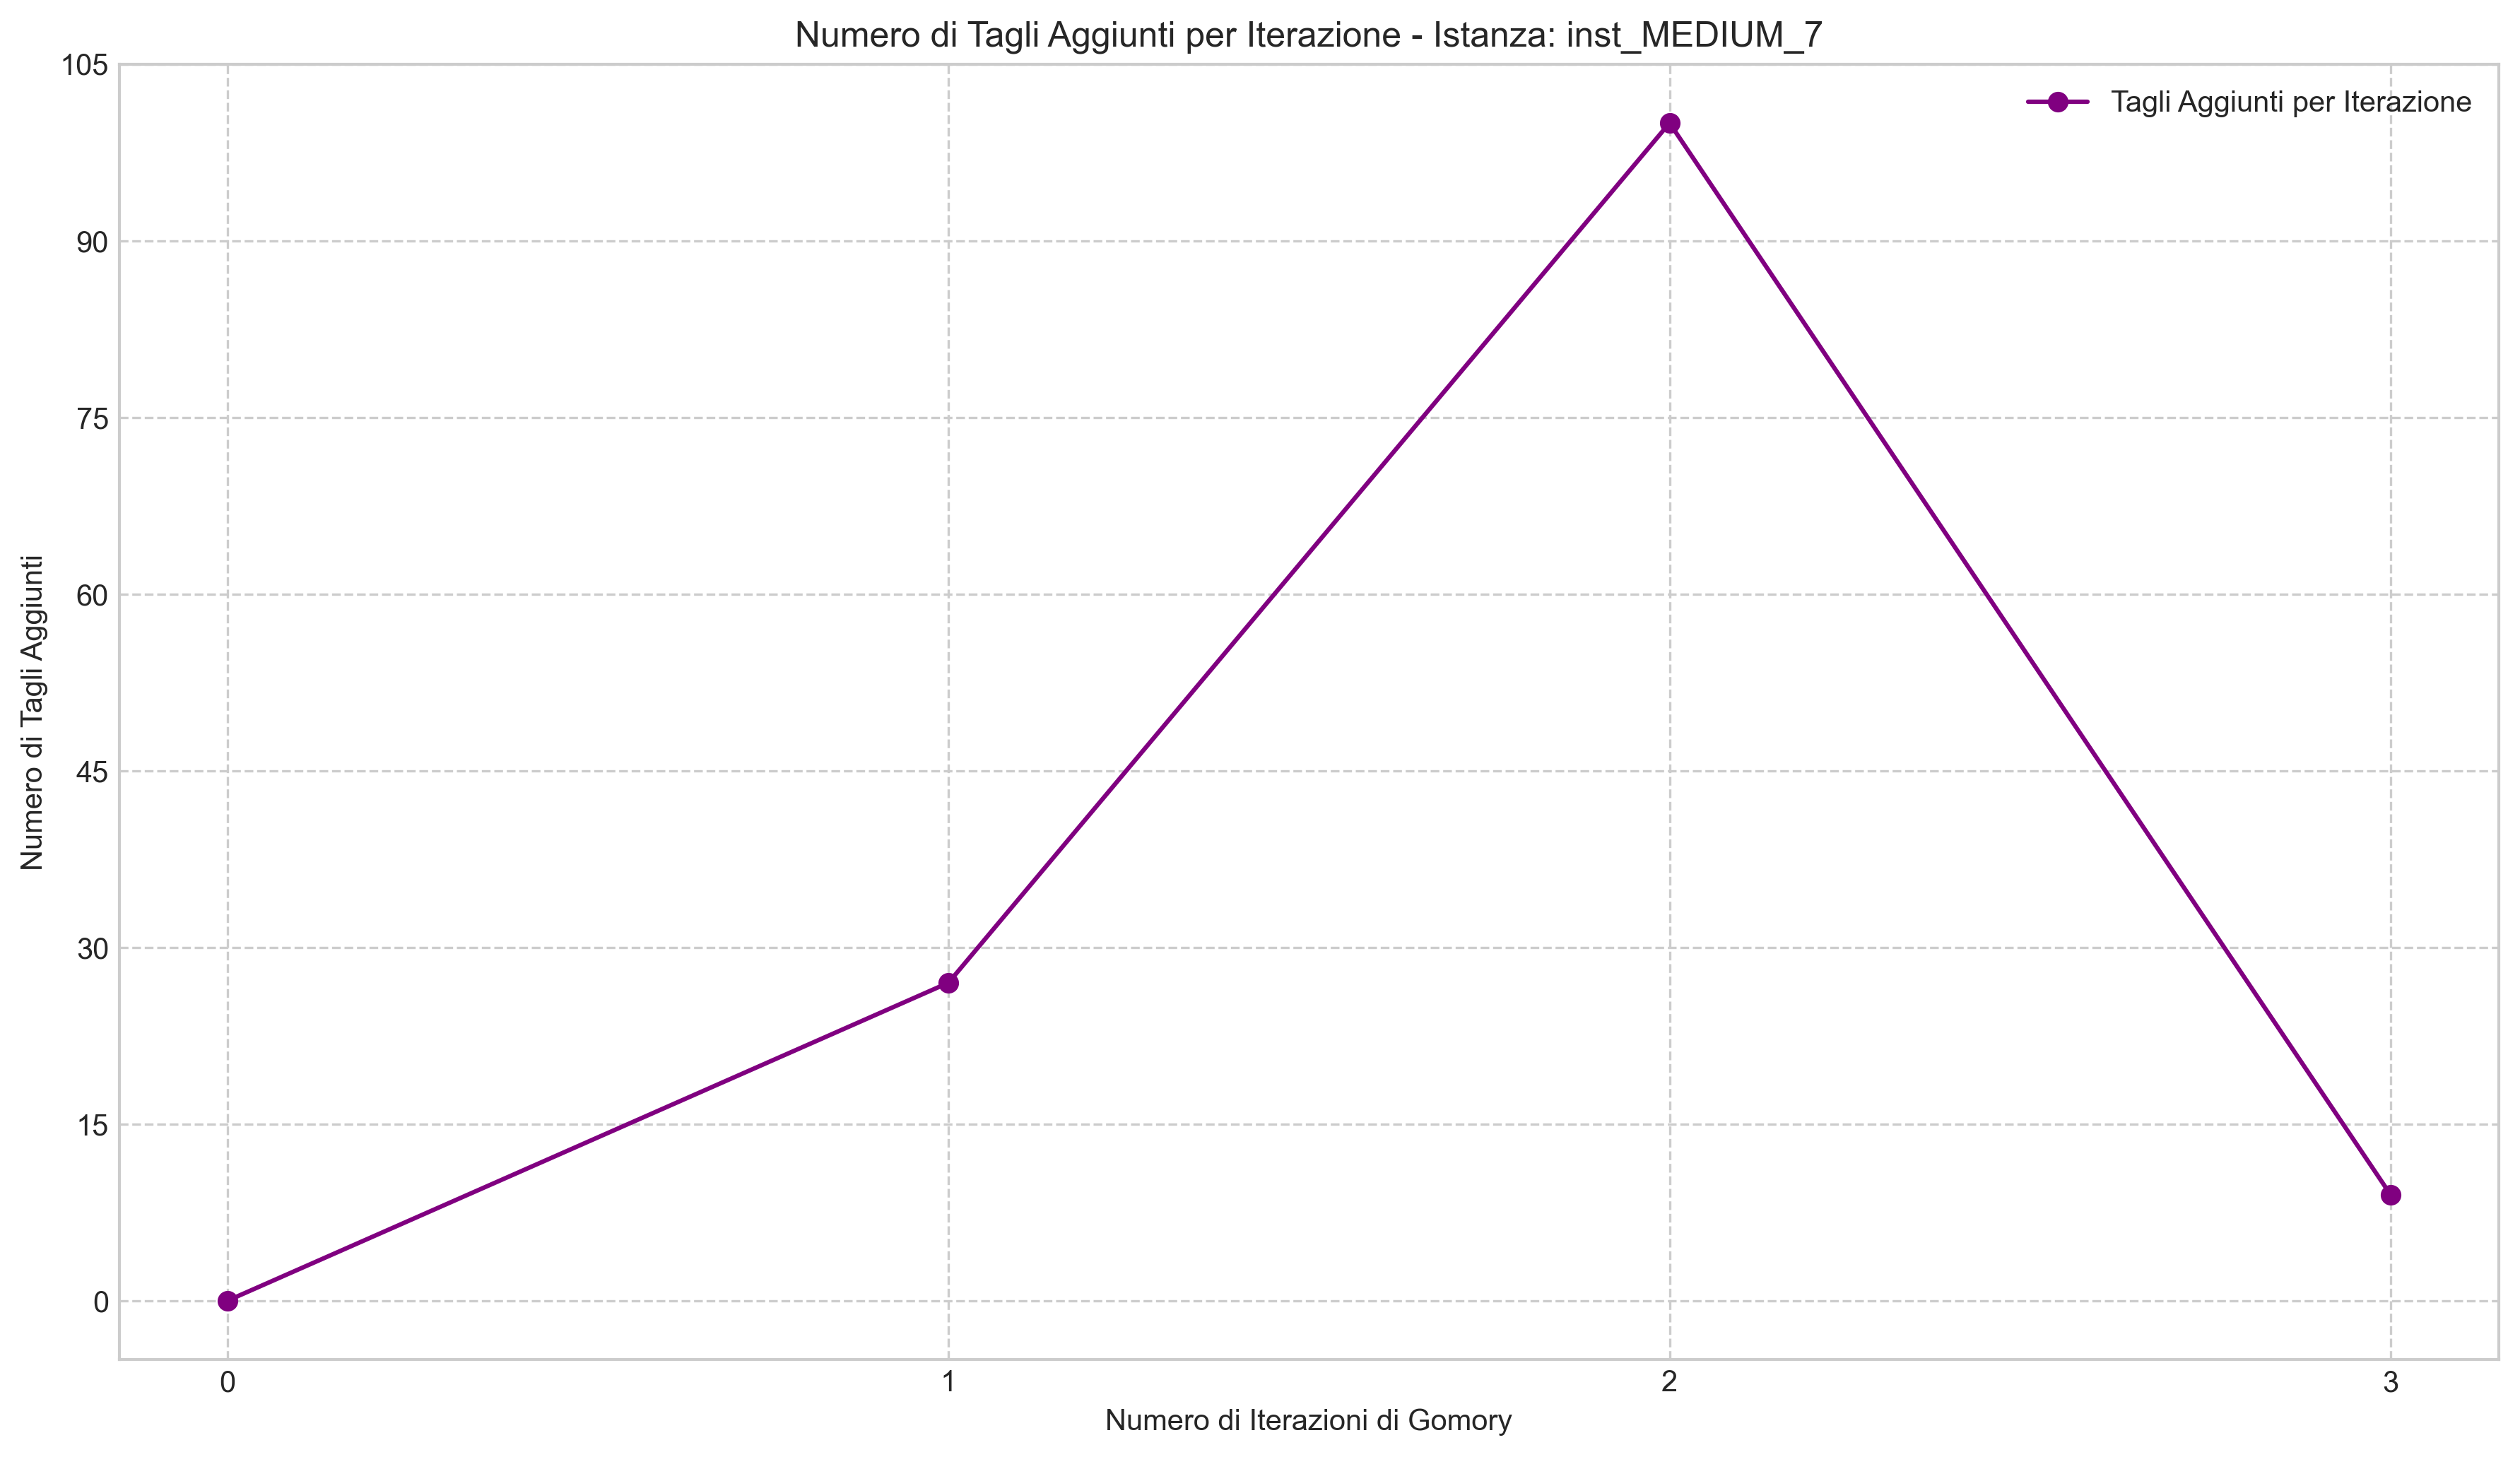 Numero di Tagli Aggiunti per Iterazione - Istanza: inst_MEDIUM_7
Tagli Aggiunti per Iterazione
Numero di Tagli Aggiunti
105
90
75
60
45
30
15
0
0 1 2 3
Numero di Iterazioni di Gomory